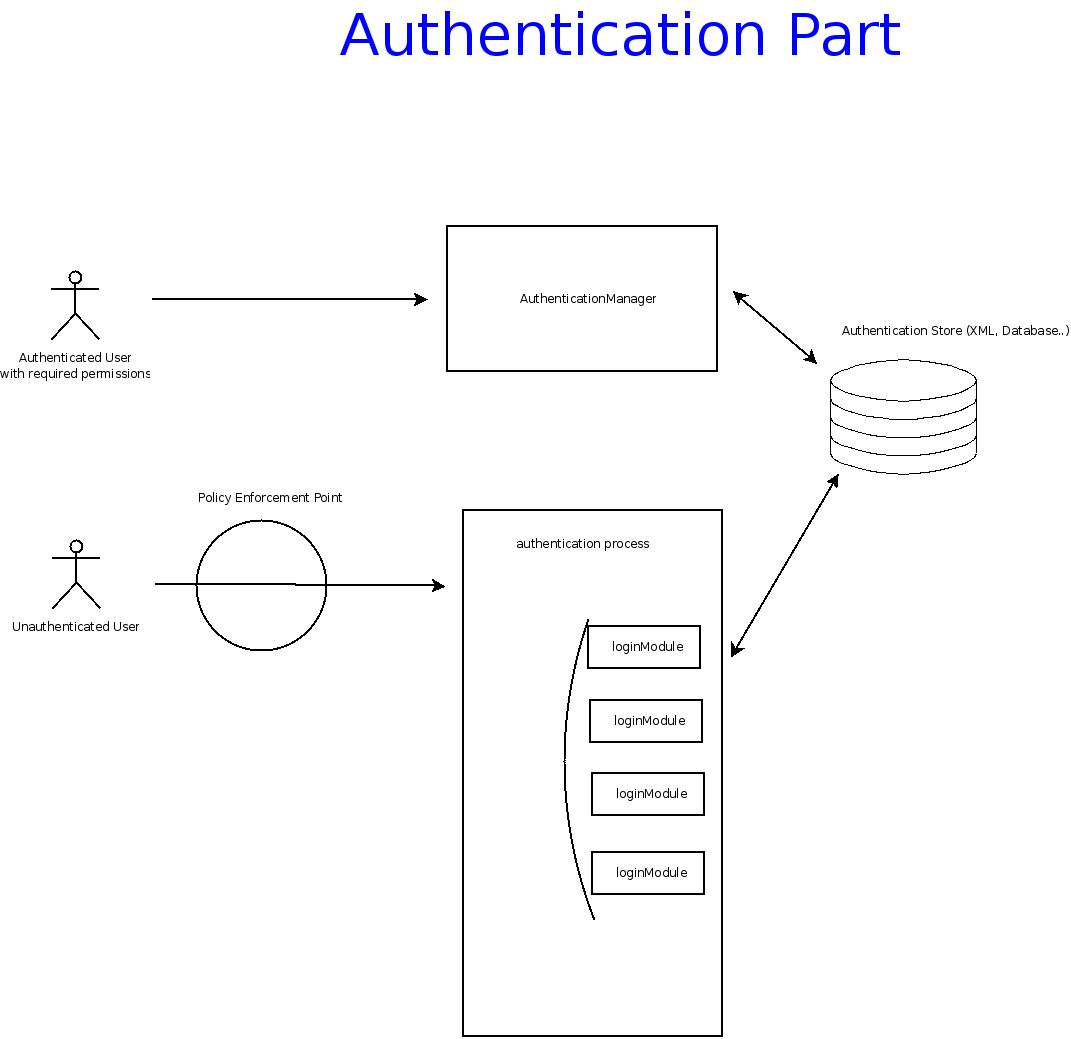 Authentication Part
AuthenticationManager
Authentication Store (XML, Database..)
Authenticated User
with required permissions
Policy Enforcement Point
authentication process
Unauthenticated User
loginModule
loginModule
loginModule
loginModule